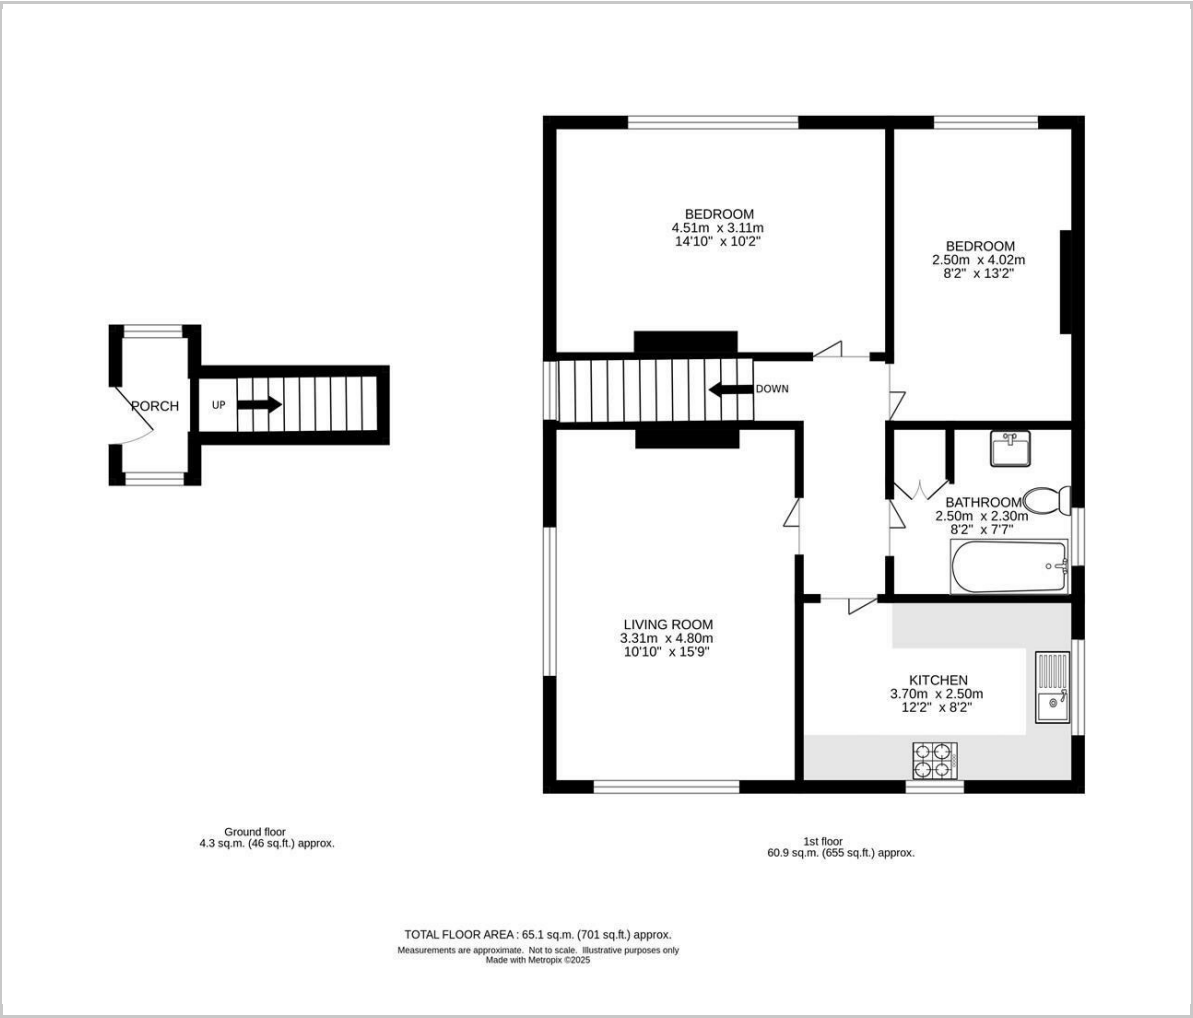 BEDROOM
4.51m x 3.11m
14'10" x 10'2"
BEDROOM
2.50m x 4.02m
8'2" x 13'2"
PORCH
UP
DOWN
BATHROOM
2.50m x 2.30m
8'2" x 7'7"
LIVING ROOM
3.31m x 4.80m
10'10" x 15'9"
KITCHEN
3.70m x 2.50m
12'2" x 8'2"
Ground floor
4.3 sq.m. (46 sq.ft.) approx.
1st floor
60.9 sq.m. (655 sq.ft.) approx.
TOTAL FLOOR AREA : 65.1 sq.m. (701 sq.ft.) approx.
Measurements are approximate. Not to scale. Illustrative purposes only
Made with Metropix ©2025